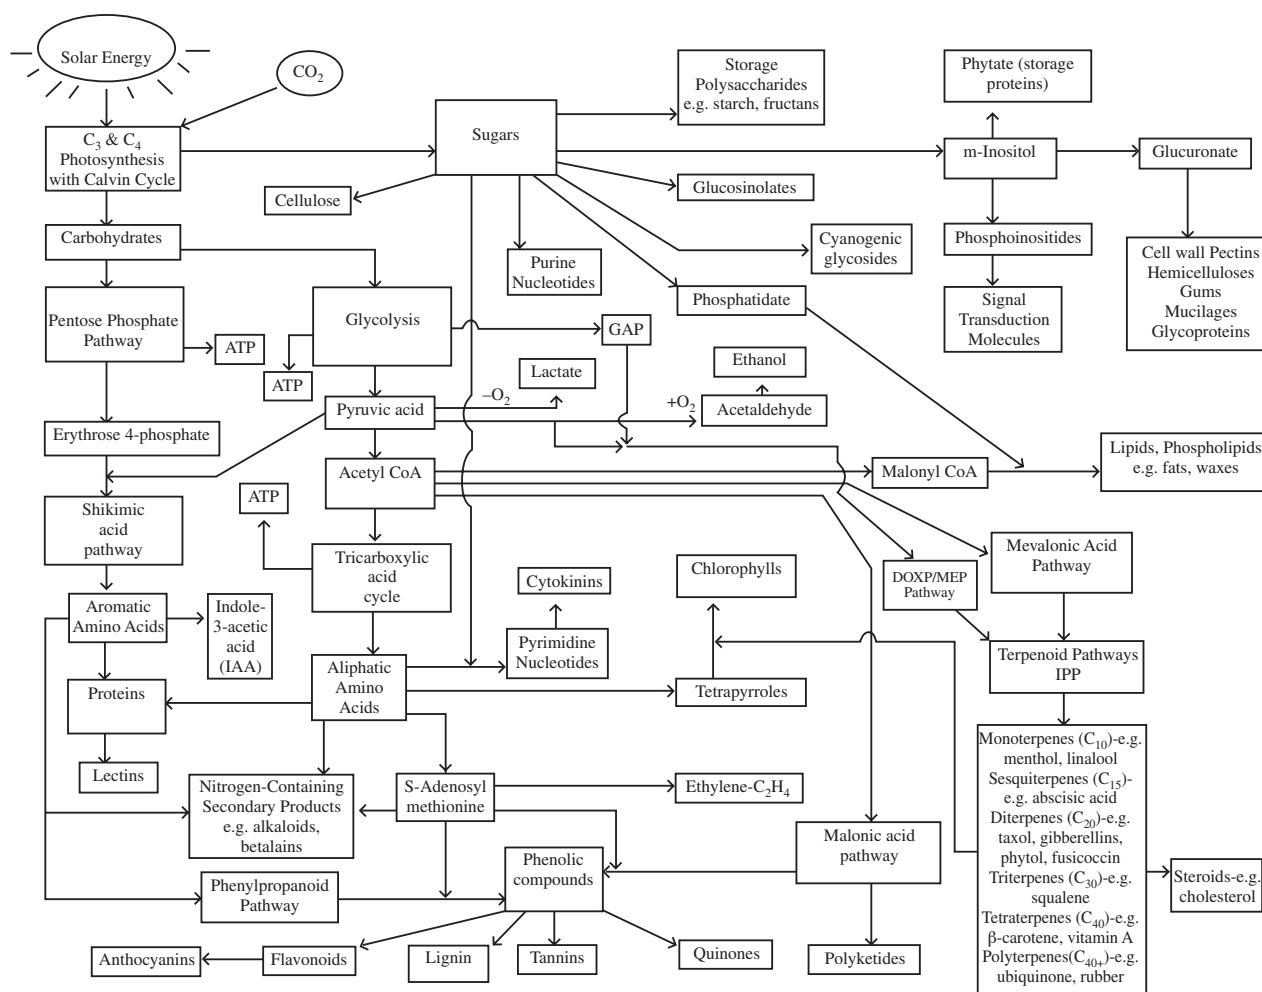 Solar Energy
CO₂
C₃ & C₄
Photosynthesis
with Calvin Cycle
Sugars
Storage
Polysaccharides
e.g. starch, fructans
Phytate (storage
proteins)
m-Inositol
Glucuronate
Cellulose
Glucosinolates
Carbohydrates
Purine
Nucleotides
Cyanogenic
glycosides
Phosphoinositides
Cell wall Pectins
Hemicelluloses
Gums
Mucilages
Glycoproteins
Pentose Phosphate
Pathway
ATP
Glycolysis
ATP
GAP
Phosphatidate
Signal
Transduction
Molecules
Lactate
Ethanol
Pyruvic acid
–O₂
+O₂
Acetaldehyde
Erythrose 4-phosphate
Acetyl CoA
Malonyl CoA
Lipids, Phospholipids
e.g. fats, waxes
Shikimic
acid
pathway
ATP
Tricarboxylic
acid
cycle
Cytokinins
Chlorophylls
DOXP/MEP
Pathway
Mevalonic Acid
Pathway
Aromatic
Amino Acids
Indole-
3-acetic
acid
(IAA)
Aliphatic
Amino
Acids
Pyrimidine
Nucleotides
Tetrapyrroles
Terpenoid Pathways
IPP
Proteins
Lectins
Nitrogen-Containing
Secondary Products
e.g. alkaloids,
betalains
S-Adenosyl
methionine
Ethylene-C₂H₄
Monoterpenes (C₁₀)-e.g.
menthol, linalool
Sesquiterpenes (C₁₅)-
e.g. abscisic acid
Diterpenes (C₂₀)-e.g.
taxol, gibberellins,
phytol, fusicoccin
Triterpenes (C₃₀)-e.g.
squalene
Tetraterpenes (C₄₀)-e.g.
β-carotene, vitamin A
Polyterpenes(C₄₀₊)-e.g.
ubiquinone, rubber
Steroids-e.g.
cholesterol
Malonic acid
pathway
Phenolic
compounds
Phenylpropanoid
Pathway
Anthocyanins
Flavonoids
Lignin
Tannins
Quinones
Polyketides